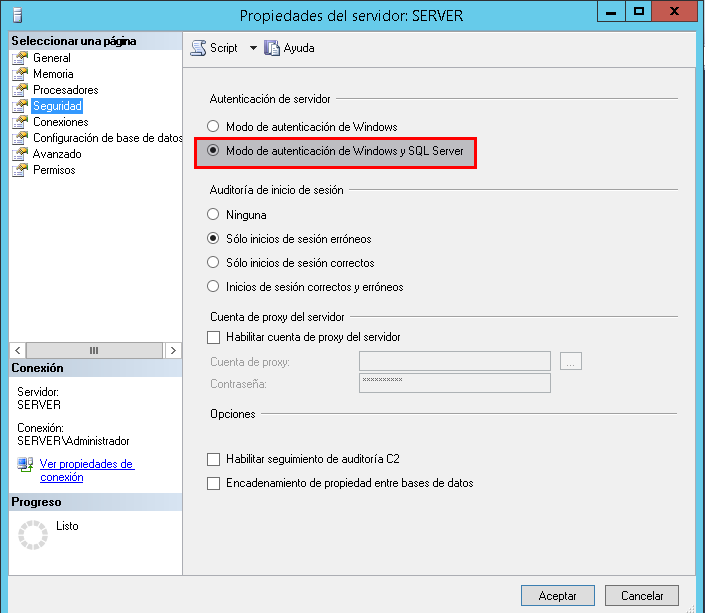 Propiedades del servidor: SERVER
Seleccionar una página
General
Memoria
Procesadores
Seguridad
Conexiones
Configuración de base de datos
Avanzado
Permisos
Script
Ayuda
Autenticación de servidor
Modo de autenticación de Windows
Modo de autenticación de Windows y SQL Server
Auditoría de inicio de sesión
Ninguna
Sólo inicios de sesión erróneos
Sólo inicios de sesión correctos
Inicios de sesión correctos y erróneos
Cuenta de proxy del servidor
Habilitar cuenta de proxy del servidor
Cuenta de proxy:
...
Contraseña:
**********
Opciones
Habilitar seguimiento de auditoría C2
Encadenamiento de propiedad entre bases de datos
Conexión
Servidor:
SERVER
Conexión:
SERVER\Administrador
Ver propiedades de
conexión
Progreso
Listo
Aceptar
Cancelar